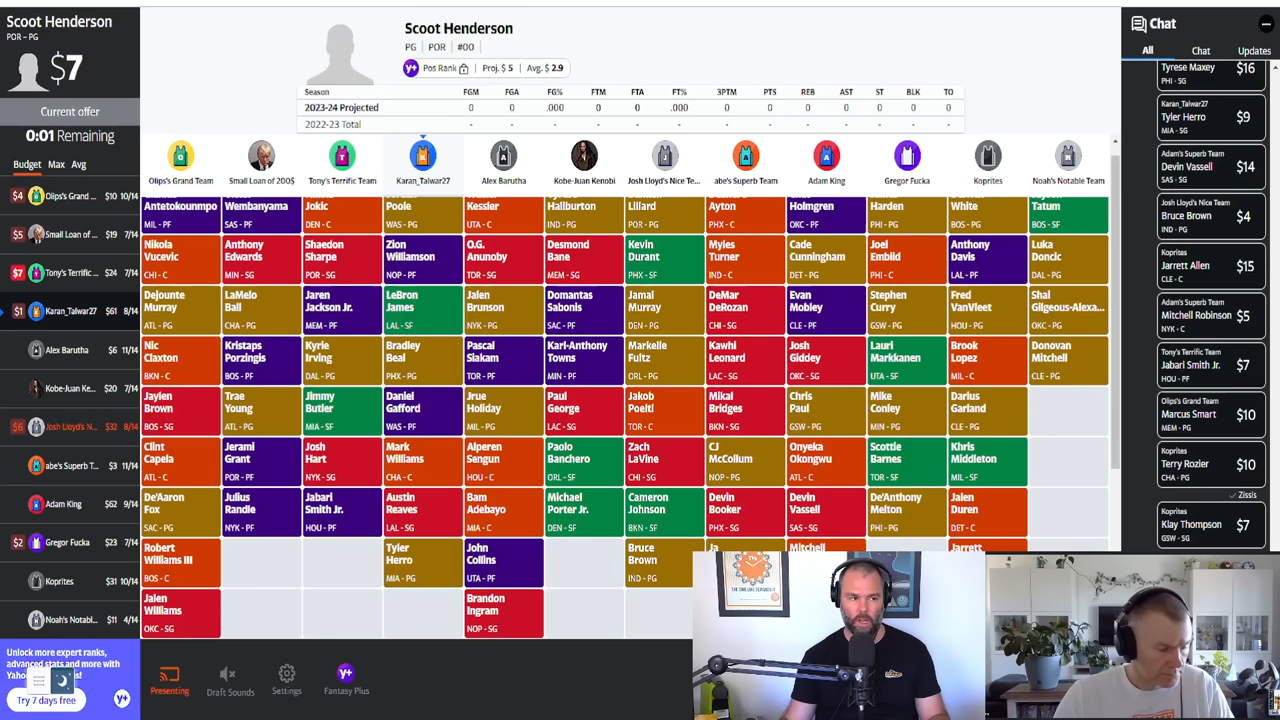 Scoot Henderson
POR - PG
$7
Current offer
0:01 Remaining
Budget Max Avg
$4 Olips's Grand ... $10 10/14
$5 Small Loan of ... $19 7/14
$7 Tony's Terrific ... $24 7/14
$1 Karan_Talwar27 $61 8/14
Alex Barutha $6 11/14
Kobe-Juan Ke... $20 7/14
$6 Josh Lloyd's N... $32 8/14
abe's Superb T... $3 11/14
Adam King $62 9/14
$2 Gregor Fucka $23 7/14
Koprites $31 10/14
Noah's Notabl... $11 4/14
Unlock more expert ranks,
advanced stats and more with
Try 7 days free
y+
Scoot Henderson
PG POR #00
y+ Pos Rank Proj. $ 5 Avg. $ 2.9
Season FGM FGA FG% FTM FTA FT% 3PTM PTS REB AST ST BLK TO
2023-24 Projected 0 0 .000 0 0 .000 0 0 0 0 0 0 0
2022-23 Total - - - - - - - - - - - - -
Olips's Grand Team Small Loan of 200$ Tony's Terrific Team Karan_Talwar27 Alex Barutha Kobe-Juan Kenobi Josh Lloyd's Nice Te... abe's Superb Team Adam King Gregor Fucka Koprites Noah's Notable Team
Antetokounmpo Wembanyama Jokic Poole Kessler Haliburton Lillard Ayton Holmgren Harden White Tatum
MIL - PF SAS - PF DEN - C WAS - PG UTA - C IND - PG POR - PG PHX - C OKC - PF PHI - PG BOS - PG BOS - SF
Nikola Anthony Shaedon Zion O.G. Desmond Kevin Myles Cade Joel Anthony Luka
Vucevic Edwards Sharpe Williamson Anunoby Bane Durant Turner Cunningham Embiid Davis Doncic
CHI - C MIN - SG POR - SG NOP - PF TOR - SG MEM - SG PHX - SF IND - C DET - PG PHI - C LAL - PF DAL - PG
Dejounte LaMelo Jaren LeBron Jalen Domantas Jamal DeMar Evan Stephen Fred Shai
Murray Ball Jackson Jr. James Brunson Sabonis Murray DeRozan Mobley Curry VanVleet Gilgeous-Alexa...
ATL - PG CHA - PG MEM - PF LAL - SF NYK - PG SAC - PF DEN - PG CHI - SG CLE - PF GSW - PG HOU - PG OKC - PG
Nic Kristaps Kyrie Bradley Pascal Karl-Anthony Markelle Kawhi Josh Lauri Brook Donovan
Claxton Porzingis Irving Beal Siakam Towns Fultz Leonard Giddey Markkanen Lopez Mitchell
BKN - C BOS - PF DAL - PG PHX - PG TOR - PF MIN - PF ORL - PG LAC - SG OKC - SG UTA - SF MIL - C CLE - PG
Jaylen Trae Jimmy Daniel Jrue Paul Jakob Mikal Chris Mike Darius
Brown Young Butler Gafford Holiday George Poeltl Bridges Paul Conley Garland
BOS - SG ATL - PG MIA - SF WAS - PF MIL - PG LAC - SG TOR - C BKN - SG GSW - PG MIN - PG CLE - PG
Clint Jerami Josh Mark Alperen Paolo Zach CJ Onyeka Scottie Khris
Capela Grant Hart Williams Sengun Banchero LaVine McCollum Okongwu Barnes Middleton
ATL - C POR - PF NYK - SG CHA - C HOU - C ORL - SF CHI - SG NOP - PG ATL - C TOR - SF MIL - SF
De'Aaron Julius Jabari Austin Bam Michael Cameron Devin Devin De'Anthony Jalen
Fox Randle Smith Jr. Reaves Adebayo Porter Jr. Johnson Booker Vassell Melton Duren
SAC - PG NYK - PF HOU - PF LAL - SG MIA - C DEN - SF BKN - SF PHX - SG SAS - SG PHI - PG DET - C
Robert Tyler John Bruce Ja Mitchell Jarrett
Williams III Herro Collins Brown
BOS - C MIA - PG UTA - PF IND - PG
Jalen Brandon
Williams Ingram
OKC - SG NOP - SG
Presenting Draft Sounds Settings Fantasy Plus
Chat
All Chat Updates
Tyrese Maxey
PHI - SG $16
Karan_Talwar27
Tyler Herro $9
MIA - SG
Adam's Superb Team
Devin Vassell $14
SAS - SG
Josh Lloyd's Nice Team
Bruce Brown $4
IND - PG
Koprites
Jarrett Allen $15
CLE - C
Adam's Superb Team
Mitchell Robinson $5
NYK - C
Tony's Terrific Team
Jabari Smith Jr. $7
HOU - PF
Olips's Grand Team
Marcus Smart $10
MEM - PG
Koprites
Terry Rozier $10
CHA - PG
Zissis
Koprites
Klay Thompson $7
GSW - SG